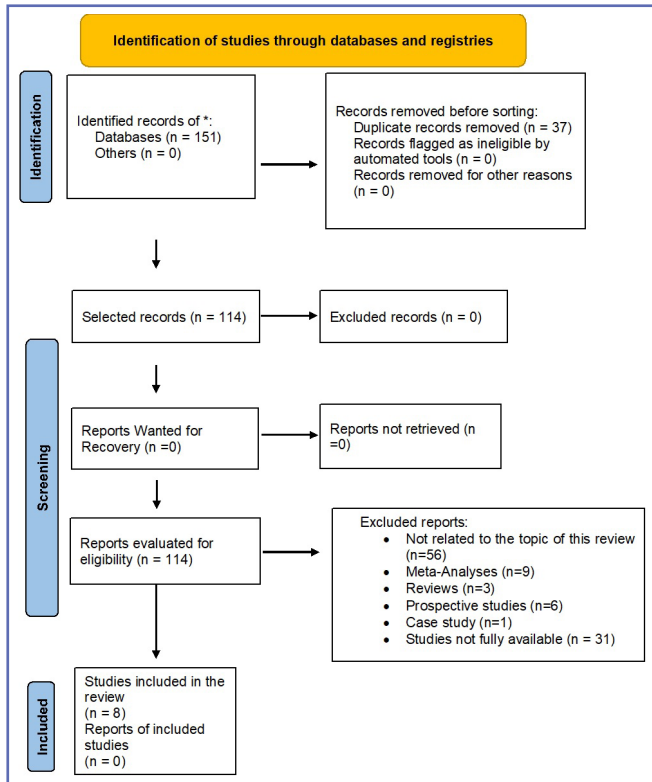 Identification of studies through databases and registries
Identification
Identified records of *:
Databases (n = 151)
Others (n = 0)
Records removed before sorting:
Duplicate records removed (n = 37)
Records flagged as ineligible by
automated tools (n = 0)
Records removed for other reasons
(n = 0)
Screening
Selected records (n = 114)
Excluded records (n = 0)
Reports Wanted for
Recovery (n =0)
Reports not retrieved (n
=0)
Reports evaluated for
eligibility (n = 114)
Excluded reports:
• Not related to the topic of this review
(n=56)
• Meta-Analyses (n=9)
• Reviews (n=3)
• Prospective studies (n=6)
• Case study (n=1)
• Studies not fully available (n = 31)
Included
Studies included in the
review
(n = 8)
Reports of included
studies
(n = 0)